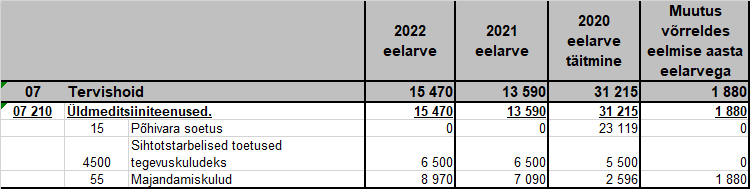 2022 eelarve 2021 eelarve 2020 eelarve täitmine Muutus võrreldes eelmise aasta eelarvega
07 Tervishoid 15 470 13 590 31 215 1 880
07 210 Üldmeditsiiniteenused. 15 470 13 590 31 215 1 880
15 Põhivara soetus 0 0 23 119 0
Sihtotstarbelised toetused
4500 tegevuskuludeks 6 500 6 500 5 500 0
55 Majandamiskulud 8 970 7 090 2 596 1 880